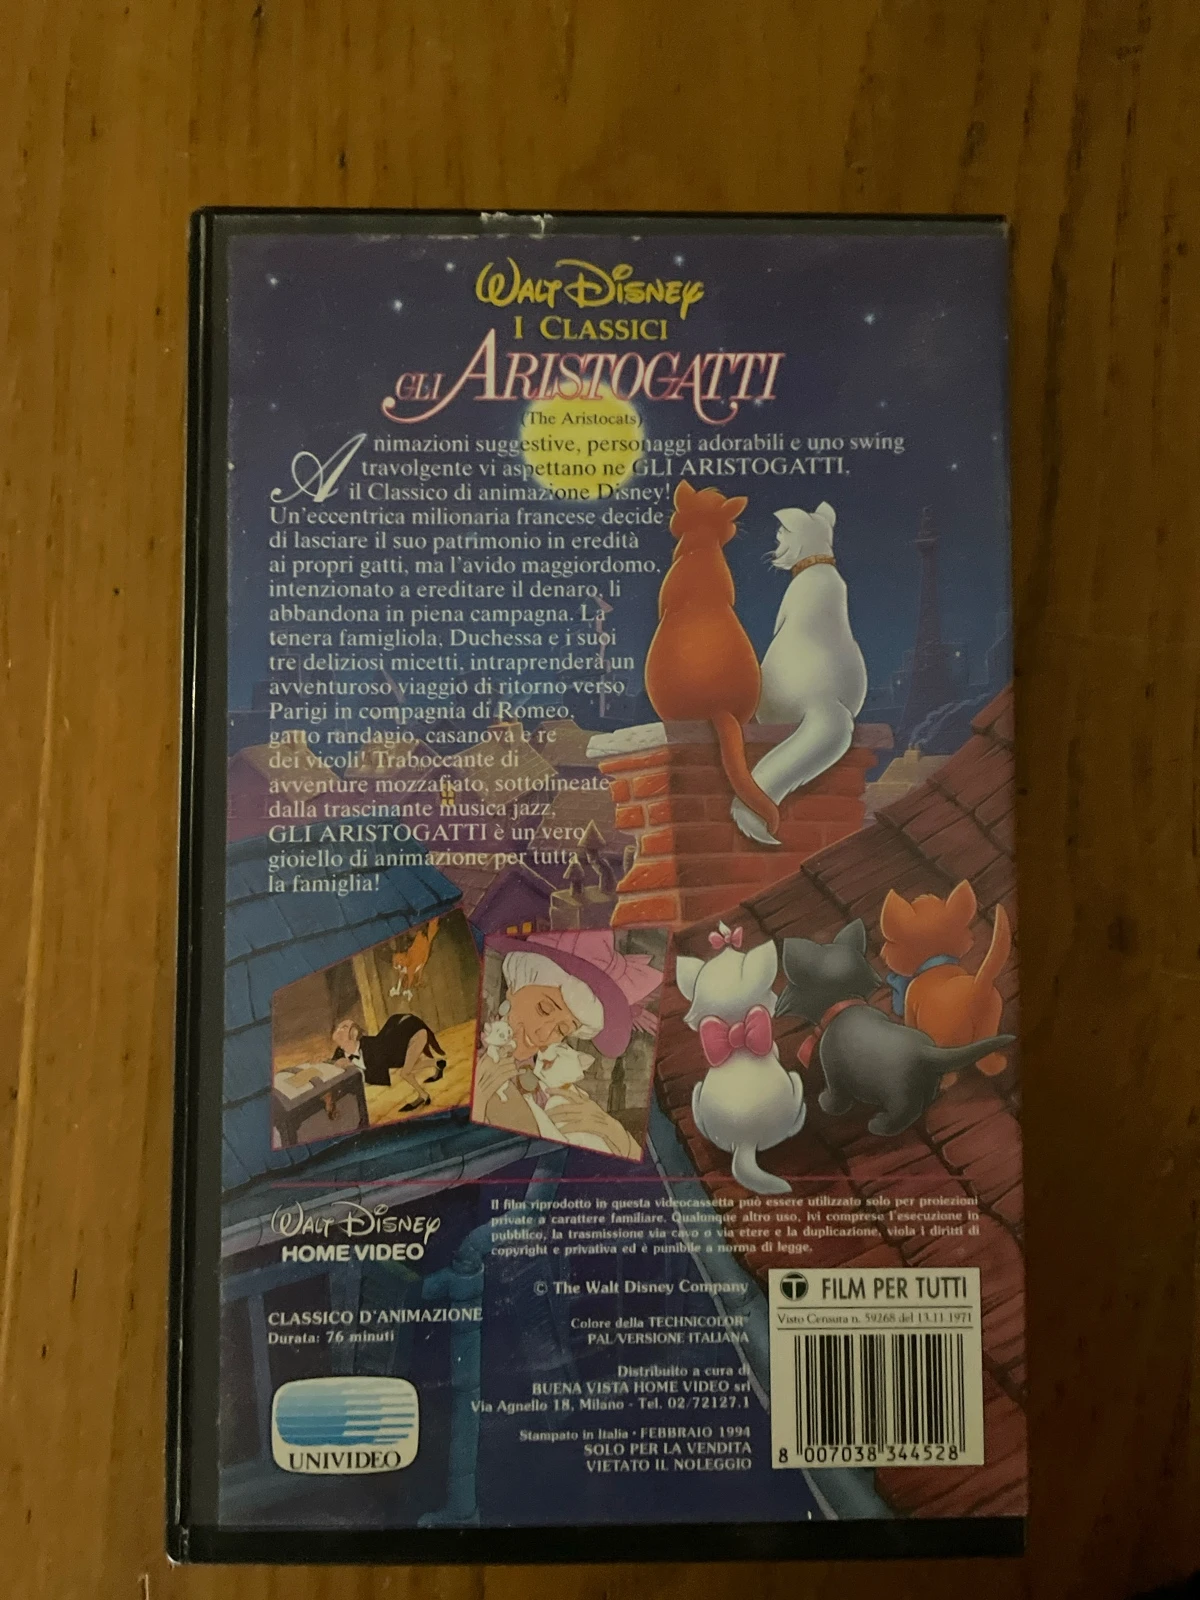 WALT DISNEY
I CLASSICI
GLI ARISTOGATTI
(The Aristocats)
Animazioni suggestive, personaggi adorabili e uno swing
travolgente vi aspettano ne GLI ARISTOGATTI,
il Classico di animazione Disney!
Un'eccentrica milionaria francese decide
di lasciare il suo patrimonio in eredità
ai propri gatti, ma l'avido maggiordomo,
intenzionato a ereditare il denaro, li
abbandona in piena campagna. La
tenera famigliola, Duchessa e i suoi
tre deliziosi micetti, intraprenderà un
avventuroso viaggio di ritorno verso
Parigi in compagnia di Romeo,
gatto randagio, casanova e re
dei vicoli! Traboccante di
avventure mozzafiato, sottolineate
dalla trascinante musica jazz,
GLI ARISTOGATTI è un vero
gioiello di animazione per tutta
la famiglia!
WALT DISNEY
HOME VIDEO
Il film riprodotto in questa videocassetta può essere utilizzato solo per proiezioni
private a carattere familiare. Qualunque altro uso, ivi comprese l'esecuzione in
pubblico, la trasmissione via cavo o via etere e la duplicazione, viola i diritti di
copyright e privativa ed è punibile a norma di legge.
© The Walt Disney Company
CLASSICO D'ANIMAZIONE
Durata: 76 minuti
Colore della TECHNICOLOR®
PAL/VERSIONE ITALIANA
Distribuito a cura di
BUENA VISTA HOME VIDEO srl
Via Agnello 18, Milano - Tel. 02/72127.1
Stampato in Italia • FEBBRAIO 1994
SOLO PER LA VENDITA
VIETATO IL NOLEGGIO
UNIVIDEO
T FILM PER TUTTI
Visto Censura n. 59268 del 13.11.1971
8 007038 344528